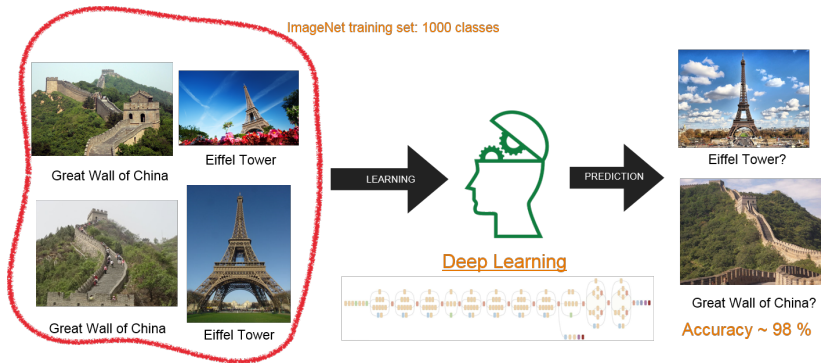 ImageNet training set: 1000 classes
Great Wall of China
Eiffel Tower
Great Wall of China
Eiffel Tower
LEARNING
Deep Learning
PREDICTION
Eiffel Tower?
Great Wall of China?
Accuracy ~ 98 %